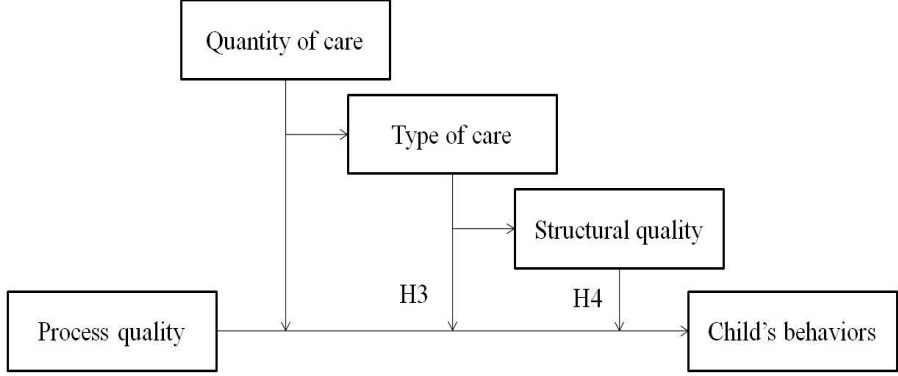 Quantity of care
Type of care
Structural quality
H3
H4
Process quality
Child's behaviors